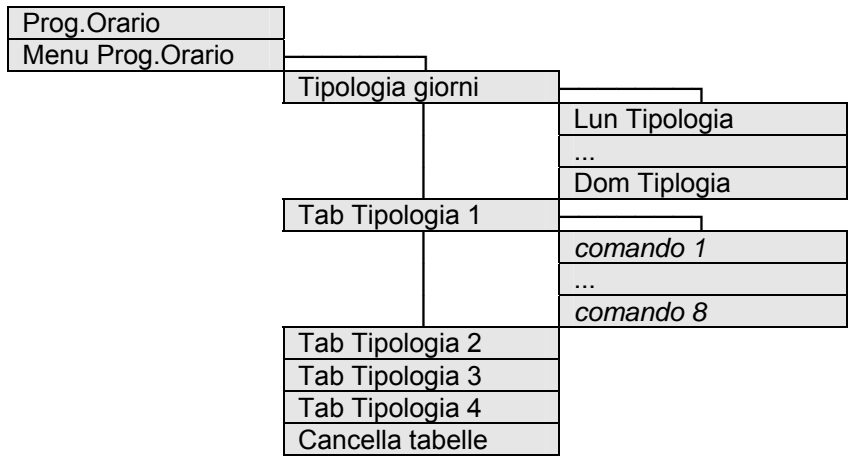 Prog.Orario
Menu Prog.Orario
Tipologia giorni
Lun Tipologia
...
Dom Tiplogia
Tab Tipologia 1
comando 1
...
comando 8
Tab Tipologia 2
Tab Tipologia 3
Tab Tipologia 4
Cancella tabelle